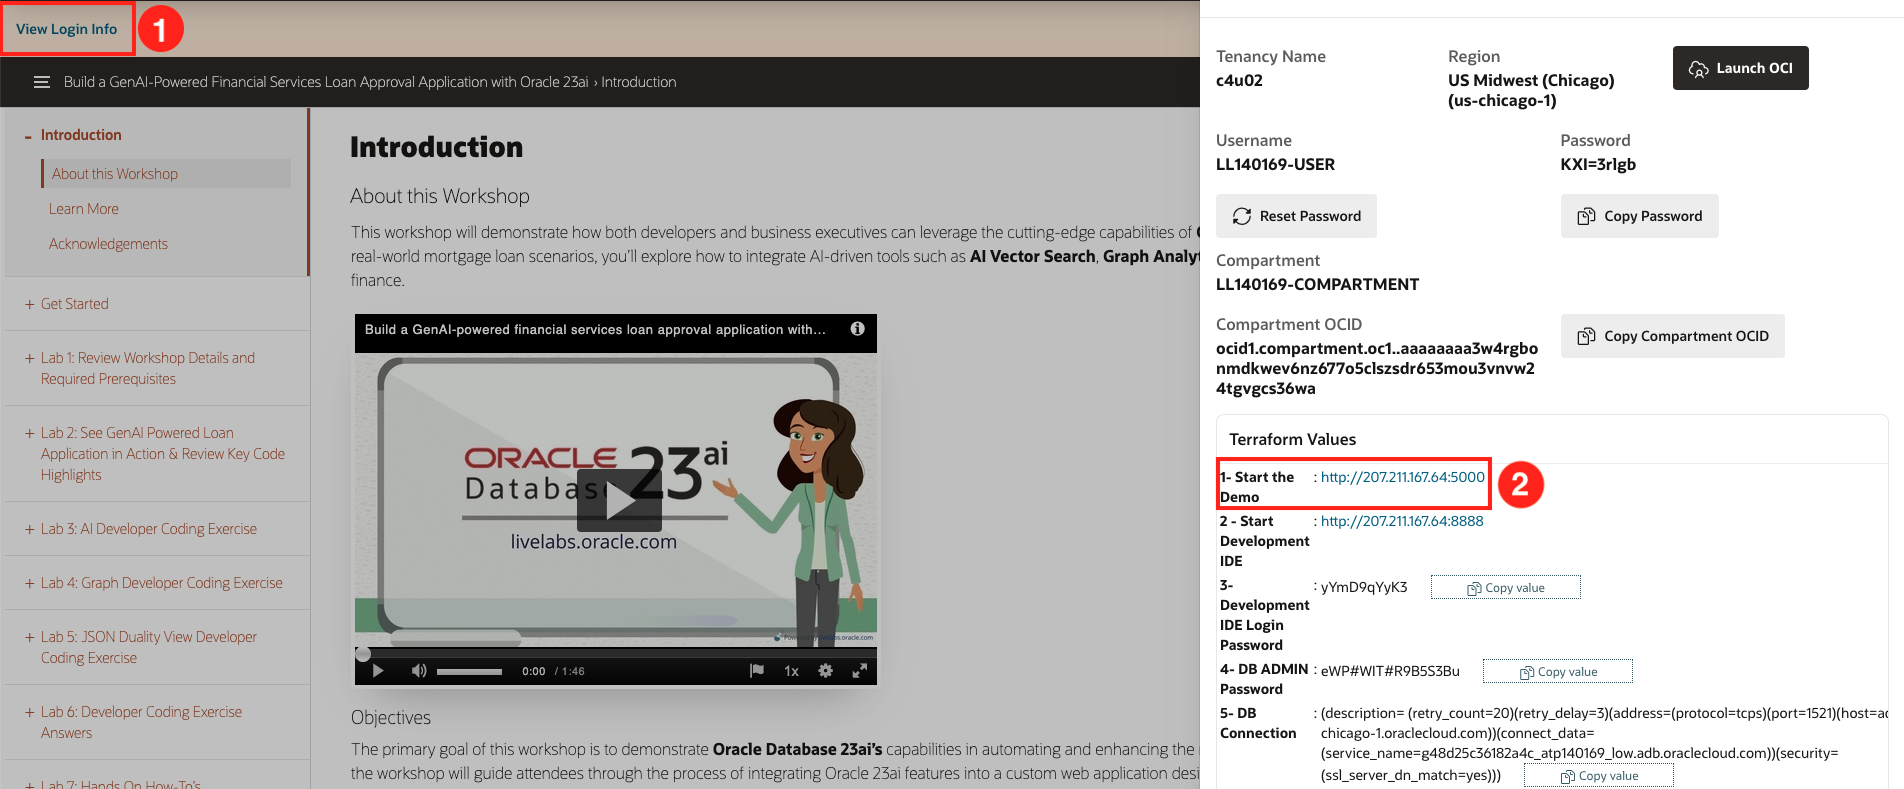 View Login Info
1
Build a GenAI-Powered Financial Services Loan Approval Application with Oracle 23ai › Introduction
- Introduction
About this Workshop
Learn More
Acknowledgements
+ Get Started
+ Lab 1: Review Workshop Details and
Required Prerequisites
+ Lab 2: See GenAI Powered Loan
Application in Action & Review Key Code
Highlights
+ Lab 3: AI Developer Coding Exercise
+ Lab 4: Graph Developer Coding Exercise
+ Lab 5: JSON Duality View Developer
Coding Exercise
+ Lab 6: Developer Coding Exercise
Answers
+ Lab 7: Hands On How-To's
Introduction
About this Workshop
This workshop will demonstrate how both developers and business executives can leverage the cutting-edge capabilities of
real-world mortgage loan scenarios, you'll explore how to integrate AI-driven tools such as AI Vector Search, Graph Analyt
finance.
Build a GenAI-powered financial services loan approval application with...
ORACLE 23ai
Database
livelabs.oracle.com
0:00 / 1:46
1x
Objectives
The primary goal of this workshop is to demonstrate Oracle Database 23ai's capabilities in automating and enhancing the
the workshop will guide attendees through the process of integrating Oracle 23ai features into a custom web application desi
Tenancy Name
c4u02
Region
US Midwest (Chicago)
(us-chicago-1)
Launch OCI
Username
LL140169-USER
Password
KXI=3rlgb
Reset Password
Copy Password
Compartment
LL140169-COMPARTMENT
Compartment OCID
ocid1.compartment.oc1..aaaaaaaa3w4rgbo
nmdkwev6nz677o5clszsdr653mou3vnvw2
4tgvgcs36wa
Copy Compartment OCID
Terraform Values
1- Start the : http://207.211.167.64:5000
Demo
2
2 - Start : http://207.211.167.64:8888
Development
IDE
3- : yYmD9qYyK3 Copy value
Development
IDE Login
Password
4- DB ADMIN : eWP#WIT#R9B5S3Bu Copy value
Password
5- DB : (description= (retry_count=20)(retry_delay=3)(address=(protocol=tcps)(port=1521)(host=ad
Connection chicago-1.oraclecloud.com))(connect_data=
(service_name=g48d25c36182a4c_atp140169_low.adb.oraclecloud.com))(security=
(ssl_server_dn_match=yes))) Copy value